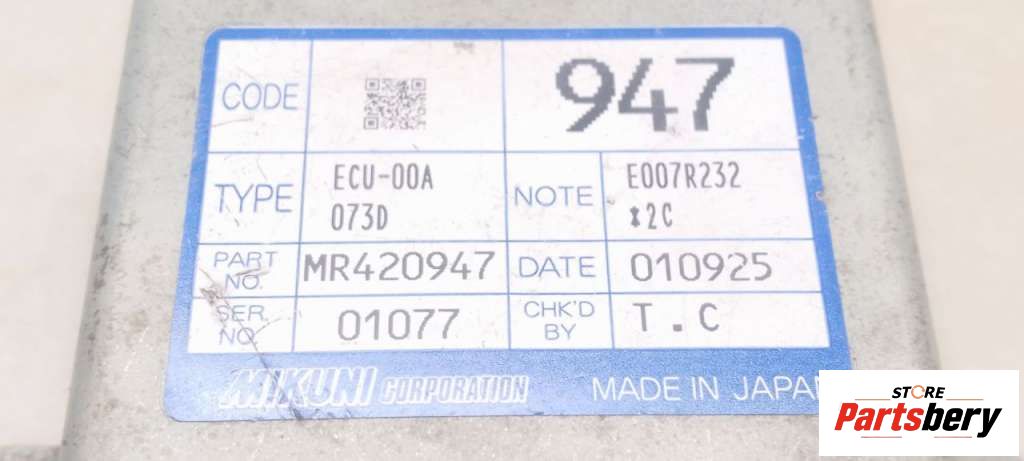 CODE 947
TYPE ECU-00A NOTE E007R232
073D *2C
PART NO. MR420947 DATE 010925
SER. NO. 01077 CHK'D BY T.C
MIKUNI CORPORATION MADE IN JAPAN
STORE
Partsbery